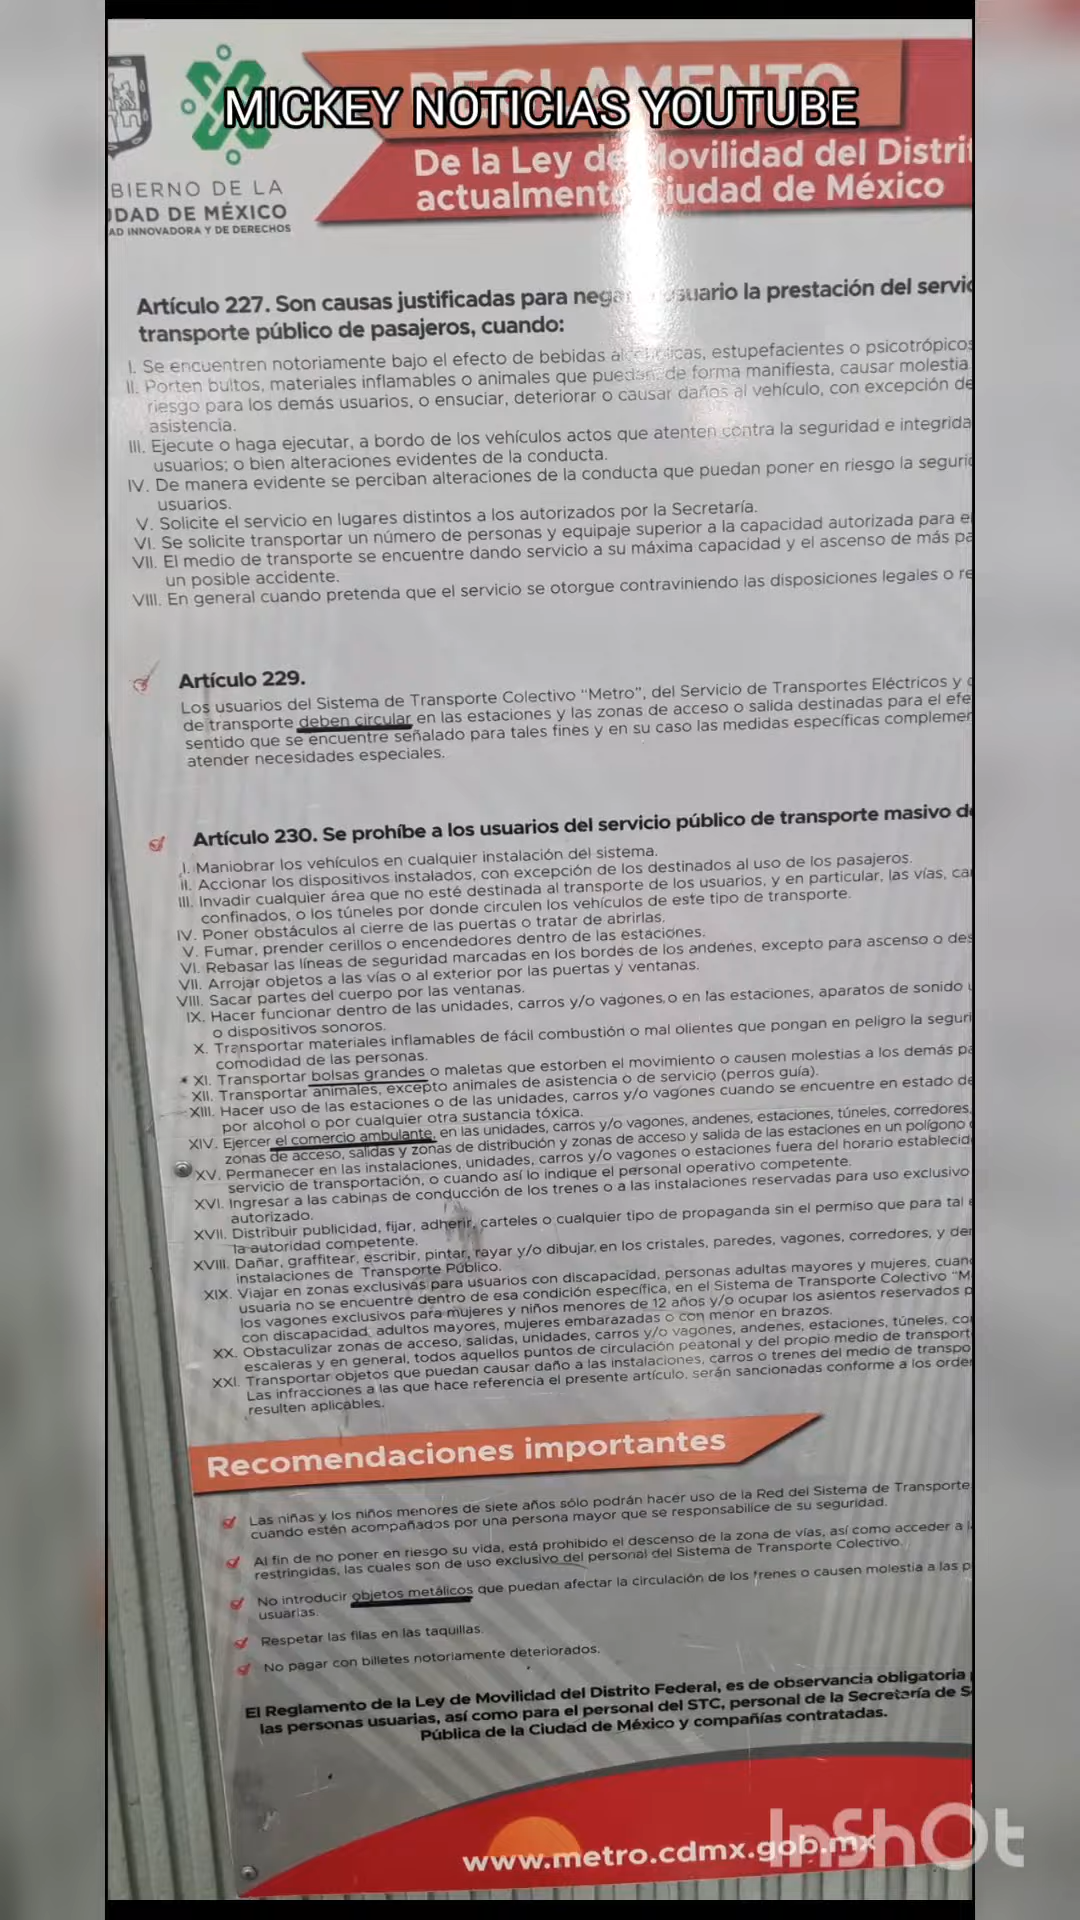 REGLAMENTO
MICKEY NOTICIAS YOUTUBE
De la Ley de Movilidad del Distrit
actualment Ciudad de México
BIERNO DE LA
DAD DE MÉXICO
AD INNOVADORA Y DE DERECHOS
Artículo 227. Son causas justificadas para nega usuario la prestación del servic
transporte público de pasajeros, cuando:
I. Se encuentren notoriamente bajo el efecto de bebidas alcohólicas, estupefacientes o psicotrópicos
II. Porten bultos, materiales inflamables o animales que puedan, de forma manifiesta, causar molestia
riesgo para los demás usuarios, o ensuciar, deteriorar o causar daños al vehículo, con excepción de
asistencia.
III. Ejecute o haga ejecutar, a bordo de los vehículos actos que atenten contra la seguridad e integrida
usuarios; o bien alteraciones evidentes de la conducta.
IV. De manera evidente se perciban alteraciones de la conducta que puedan poner en riesgo la segurid
usuarios.
V. Solicite el servicio en lugares distintos a los autorizados por la Secretaría.
VI. Se solicite transportar un número de personas y equipaje superior a la capacidad autorizada para e
VII. El medio de transporte se encuentre dando servicio a su máxima capacidad y el ascenso de más pa
un posible accidente.
VIII. En general cuando pretenda que el servicio se otorgue contraviniendo las disposiciones legales o re
Artículo 229.
Los usuarios del Sistema de Transporte Colectivo "Metro", del Servicio de Transportes Eléctricos y
de transporte deben circular en las estaciones y las zonas de acceso o salida destinadas para el efe
sentido que se encuentre señalado para tales fines y en su caso las medidas específicas complemen
atender necesidades especiales.
Artículo 230. Se prohíbe a los usuarios del servicio público de transporte masivo de
I. Maniobrar los vehículos en cualquier instalación del sistema.
II. Accionar los dispositivos instalados, con excepción de los destinados al uso de los pasajeros.
III. Invadir cualquier área que no esté destinada al transporte de los usuarios, y en particular, las vías, car
confinados, o los túneles por donde circulen los vehículos de este tipo de transporte.
IV. Poner obstáculos al cierre de las puertas o tratar de abrirlas.
V. Fumar, prender cerillos o encendedores dentro de las estaciones.
VI. Rebasar las líneas de seguridad marcadas en los bordes de los andenes, excepto para ascenso o des
VII. Arrojar objetos a las vías o al exterior por las puertas y ventanas.
VIII. Sacar partes del cuerpo por las ventanas.
IX. Hacer funcionar dentro de las unidades, carros y/o vagones, o en las estaciones, aparatos de sonido
o dispositivos sonoros.
X. Transportar materiales inflamables de fácil combustión o mal olientes que pongan en peligro la seguri
comodidad de las personas.
* XI. Transportar bolsas grandes o maletas que estorben el movimiento o causen molestias a los demás pa
XII. Transportar animales, excepto animales de asistencia o de servicio (perros guía).
XIII. Hacer uso de las estaciones o de las unidades, carros y/o vagones cuando se encuentre en estado de
por alcohol o por cualquier otra sustancia tóxica.
XIV. Ejercer el comercio ambulante, en las unidades, carros y/o vagones, andenes, estaciones, túneles, corredores,
zonas de acceso, salidas y zonas de distribución y zonas de acceso y salida de las estaciones en un polígono
XV. Permanecer en las instalaciones, unidades, carros y/o vagones o estaciones fuera del horario establecid
servicio de transportación, o cuando así lo indique el personal operativo competente.
XVI. Ingresar a las cabinas de conducción de los trenes o a las instalaciones reservadas para uso exclusivo
autorizado.
XVII. Distribuir publicidad, fijar, adherir, carteles o cualquier tipo de propaganda sin el permiso que para tal e
la autoridad competente.
XVIII. Dañar, graffitear, escribir, pintar, rayar y/o dibujar, en los cristales, paredes, vagones, corredores, y der
instalaciones de Transporte Público.
XIX. Viajar en zonas exclusivas para usuarios con discapacidad, personas adultas mayores y mujeres, cuand
usuaria no se encuentre dentro de esa condición específica, en el Sistema de Transporte Colectivo "M
los vagones exclusivos para mujeres y niños menores de 12 años y/o ocupar los asientos reservados p
con discapacidad, adultos mayores, mujeres embarazadas o con menor en brazos.
XX. Obstaculizar zonas de acceso, salidas, unidades, carros y/o vagones, andenes, estaciones, túneles, co
escaleras y en general, todos aquellos puntos de circulación peatonal y del propio medio de transport
XXI. Transportar objetos que puedan causar daño a las instalaciones, carros o trenes del medio de transpo
Las infracciones a las que hace referencia el presente artículo, serán sancionadas conforme a los orde
resulten aplicables.
Recomendaciones importantes
Las niñas y los niños menores de siete años sólo podrán hacer uso de la Red del Sistema de Transporte
cuando estén acompañados por una persona mayor que se responsabilice de su seguridad.
Al fin de no poner en riesgo su vida, está prohibido el descenso de la zona de vías, así como acceder a l
restringidas, las cuales son de uso exclusivo del personal del Sistema de Transporte Colectivo.
No introducir objetos metálicos que puedan afectar la circulación de los trenes o causen molestia a las p
usuarias.
Respetar las filas en las taquillas.
No pagar con billetes notoriamente deteriorados.
El Reglamento de la Ley de Movilidad del Distrito Federal, es de observancia obligatoria
las personas usuarias, así como para el personal del STC, personal de la Secretaría de S
Pública de la Ciudad de México y compañías contratadas.
www.metro.cdmx.gob.mx
InShOt